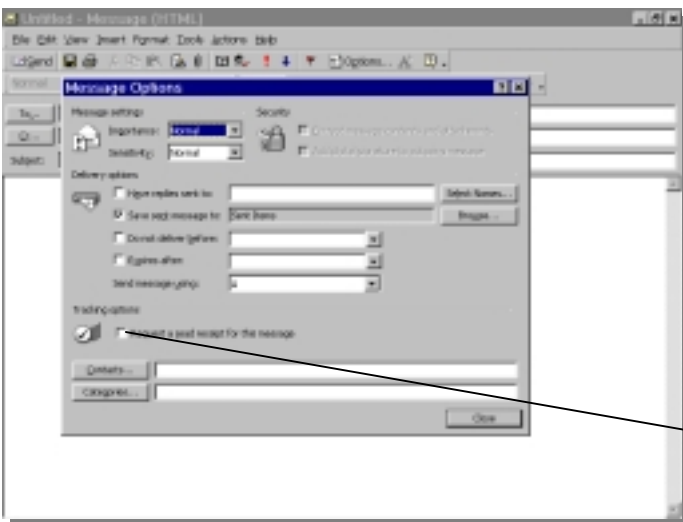 Untitled - Message (HTML)
File Edit View Insert Format Tools Actions Help
Send Options...
Normal
Message Options
To...
Cc...
Subject:
Message settings
Importance: Normal
Sensitivity: Normal
Security
Delivery options
Have replies sent to:
Select Names...
Save sent message to: Sent Items
Browse...
Do not deliver before:
Expires after:
Send message using:
Tracking options
Request a read receipt for this message
Contacts...
Categories...
Close